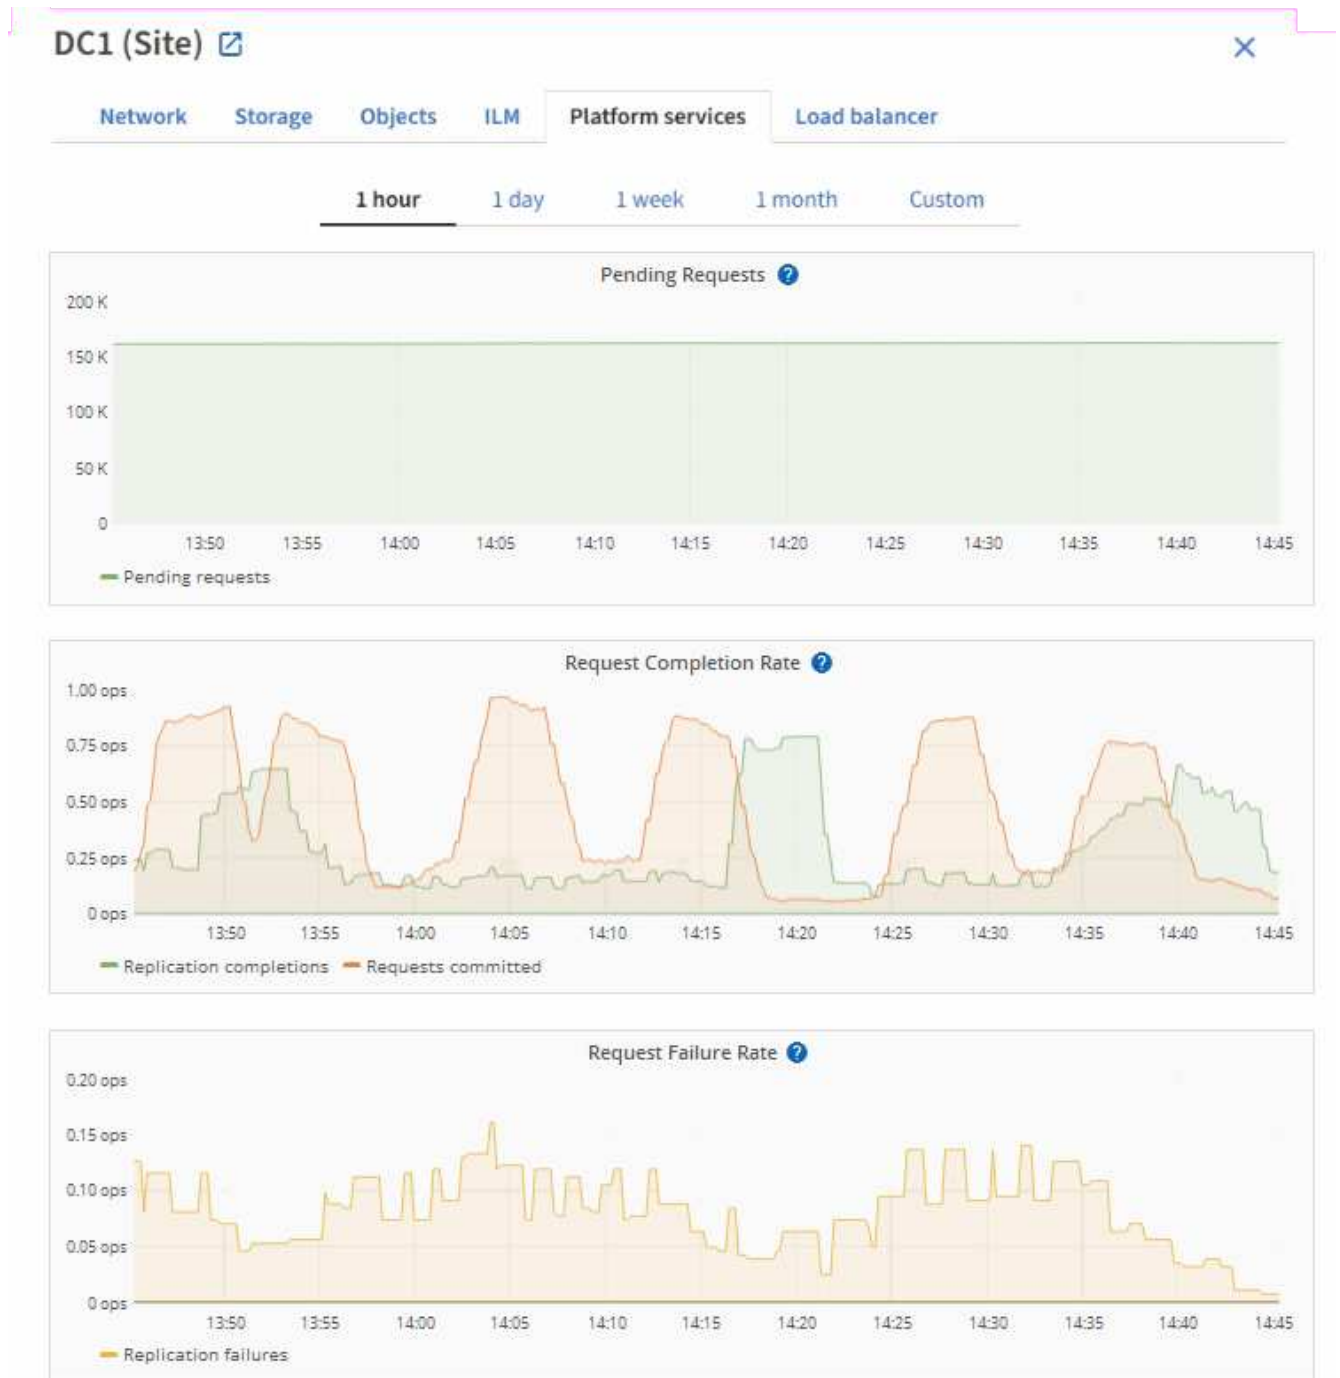 DC1 (Site)
Network Storage Objects ILM Platform services Load balancer
1 hour 1 day 1 week 1 month Custom
Pending Requests ?
200 K
150 K
100 K
50 K
0
13:50 13:55 14:00 14:05 14:10 14:15 14:20 14:25 14:30 14:35 14:40 14:45
Pending requests
Request Completion Rate ?
1.00 ops
0.75 ops
0.50 ops
0.25 ops
0 ops
13:50 13:55 14:00 14:05 14:10 14:15 14:20 14:25 14:30 14:35 14:40 14:45
Replication completions Requests committed
Request Failure Rate ?
0.20 ops
0.15 ops
0.10 ops
0.05 ops
0 ops
13:50 13:55 14:00 14:05 14:10 14:15 14:20 14:25 14:30 14:35 14:40 14:45
Replication failures